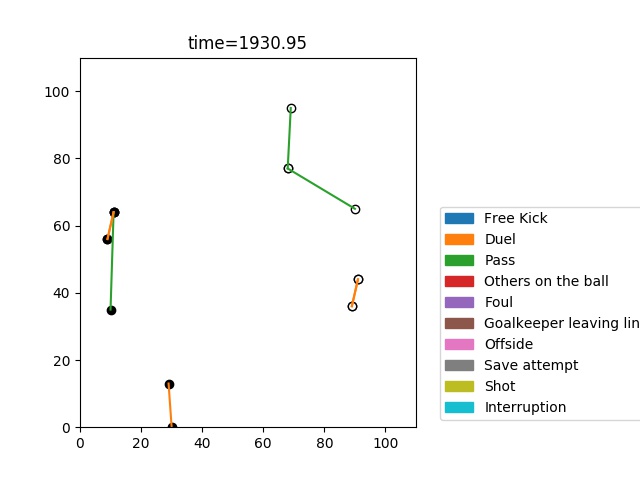 time=1930.95
100
80
60
40
20
0
0 20 40 60 80 100
Free Kick
Duel
Pass
Others on the ball
Foul
Goalkeeper leaving lin
Offside
Save attempt
Shot
Interruption